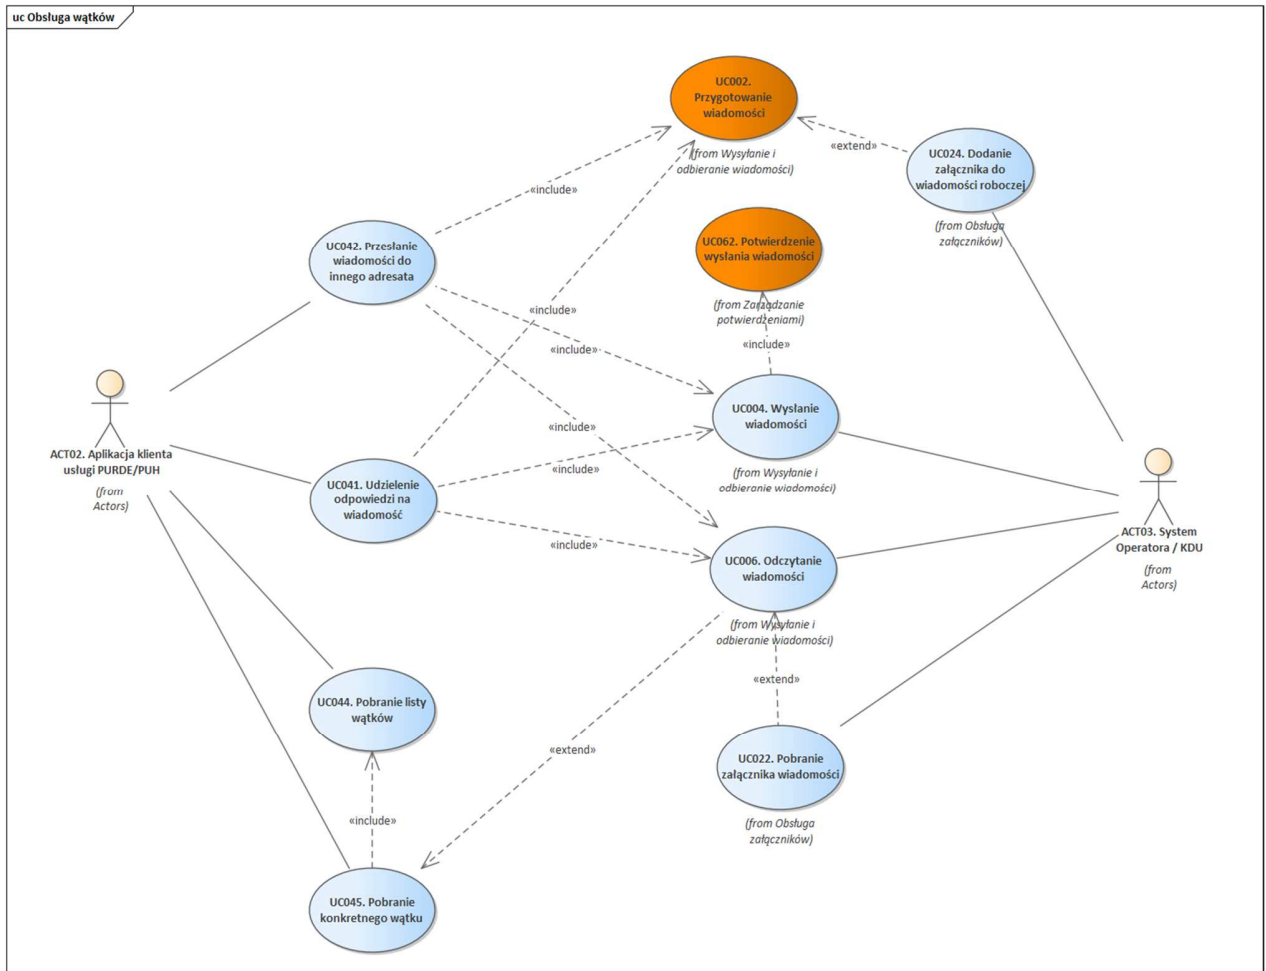 uc Obsługa wątków
UC002.
Przygotowanie
wiadomości
(from Wysyłanie i
odbieranie wiadomości)
«extend»
UC024. Dodanie
załącznika do
wiadomości roboczej
(from Obsługa
załączników)
«include»
UC042. Przesłanie
wiadomości do
innego adresata
UC062. Potwierdzenie
wysłania wiadomości
(from Zarządzanie
potwierdzeniami)
«include»
«include»
«include»
UC004. Wysłanie
wiadomości
(from Wysyłanie i
odbieranie wiadomości)
«include»
ACT02. Aplikacja klienta
usługi PURDE/PUH
(from
Actors)
UC041. Udzielenie
odpowiedzi na
wiadomość
«include»
«include»
UC006. Odczytanie
wiadomości
(from Wysyłanie i
odbieranie wiadomości)
ACT03. System
Operatora / KDU
(from
Actors)
«extend»
UC044. Pobranie listy
wątków
«extend»
UC022. Pobranie
załącznika wiadomości
(from Obsługa
załączników)
«include»
UC045. Pobranie
konkretnego wątku